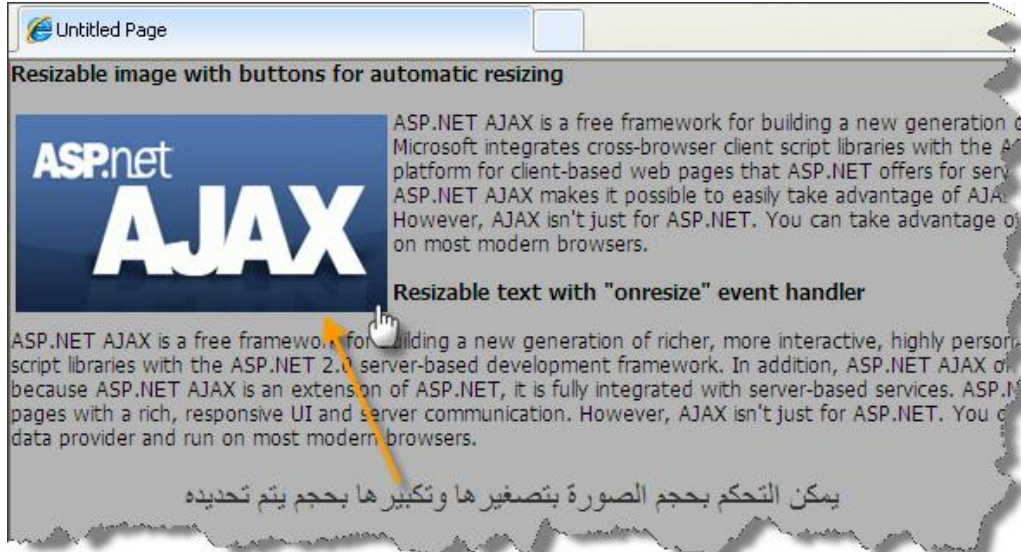 Untitled Page
Resizable image with buttons for automatic resizing
ASP.net
AJAX
ASP.NET AJAX is a free framework for building a new generation
Microsoft integrates cross-browser client script libraries with the
platform for client-based web pages that ASP.NET offers for
ASP.NET AJAX makes it possible to easily take advantage of
However, AJAX isn't just for ASP.NET. You can take advantage
on most modern browsers.
Resizable text with "onresize" event handler
ASP.NET AJAX is a free framework for building a new generation of richer, more interactive, highly
script libraries with the ASP.NET 2.0 server-based development framework. In addition, ASP.NET AJAX
because ASP.NET AJAX is an extension of ASP.NET, it is fully integrated with server-based services.
pages with a rich, responsive UI and server communication. However, AJAX isn't just for ASP.NET. You
data provider and run on most modern browsers.
يمكن التحكم بحجم الصورة بتصغيرها وتكبيرها بحجم يتم تحديده